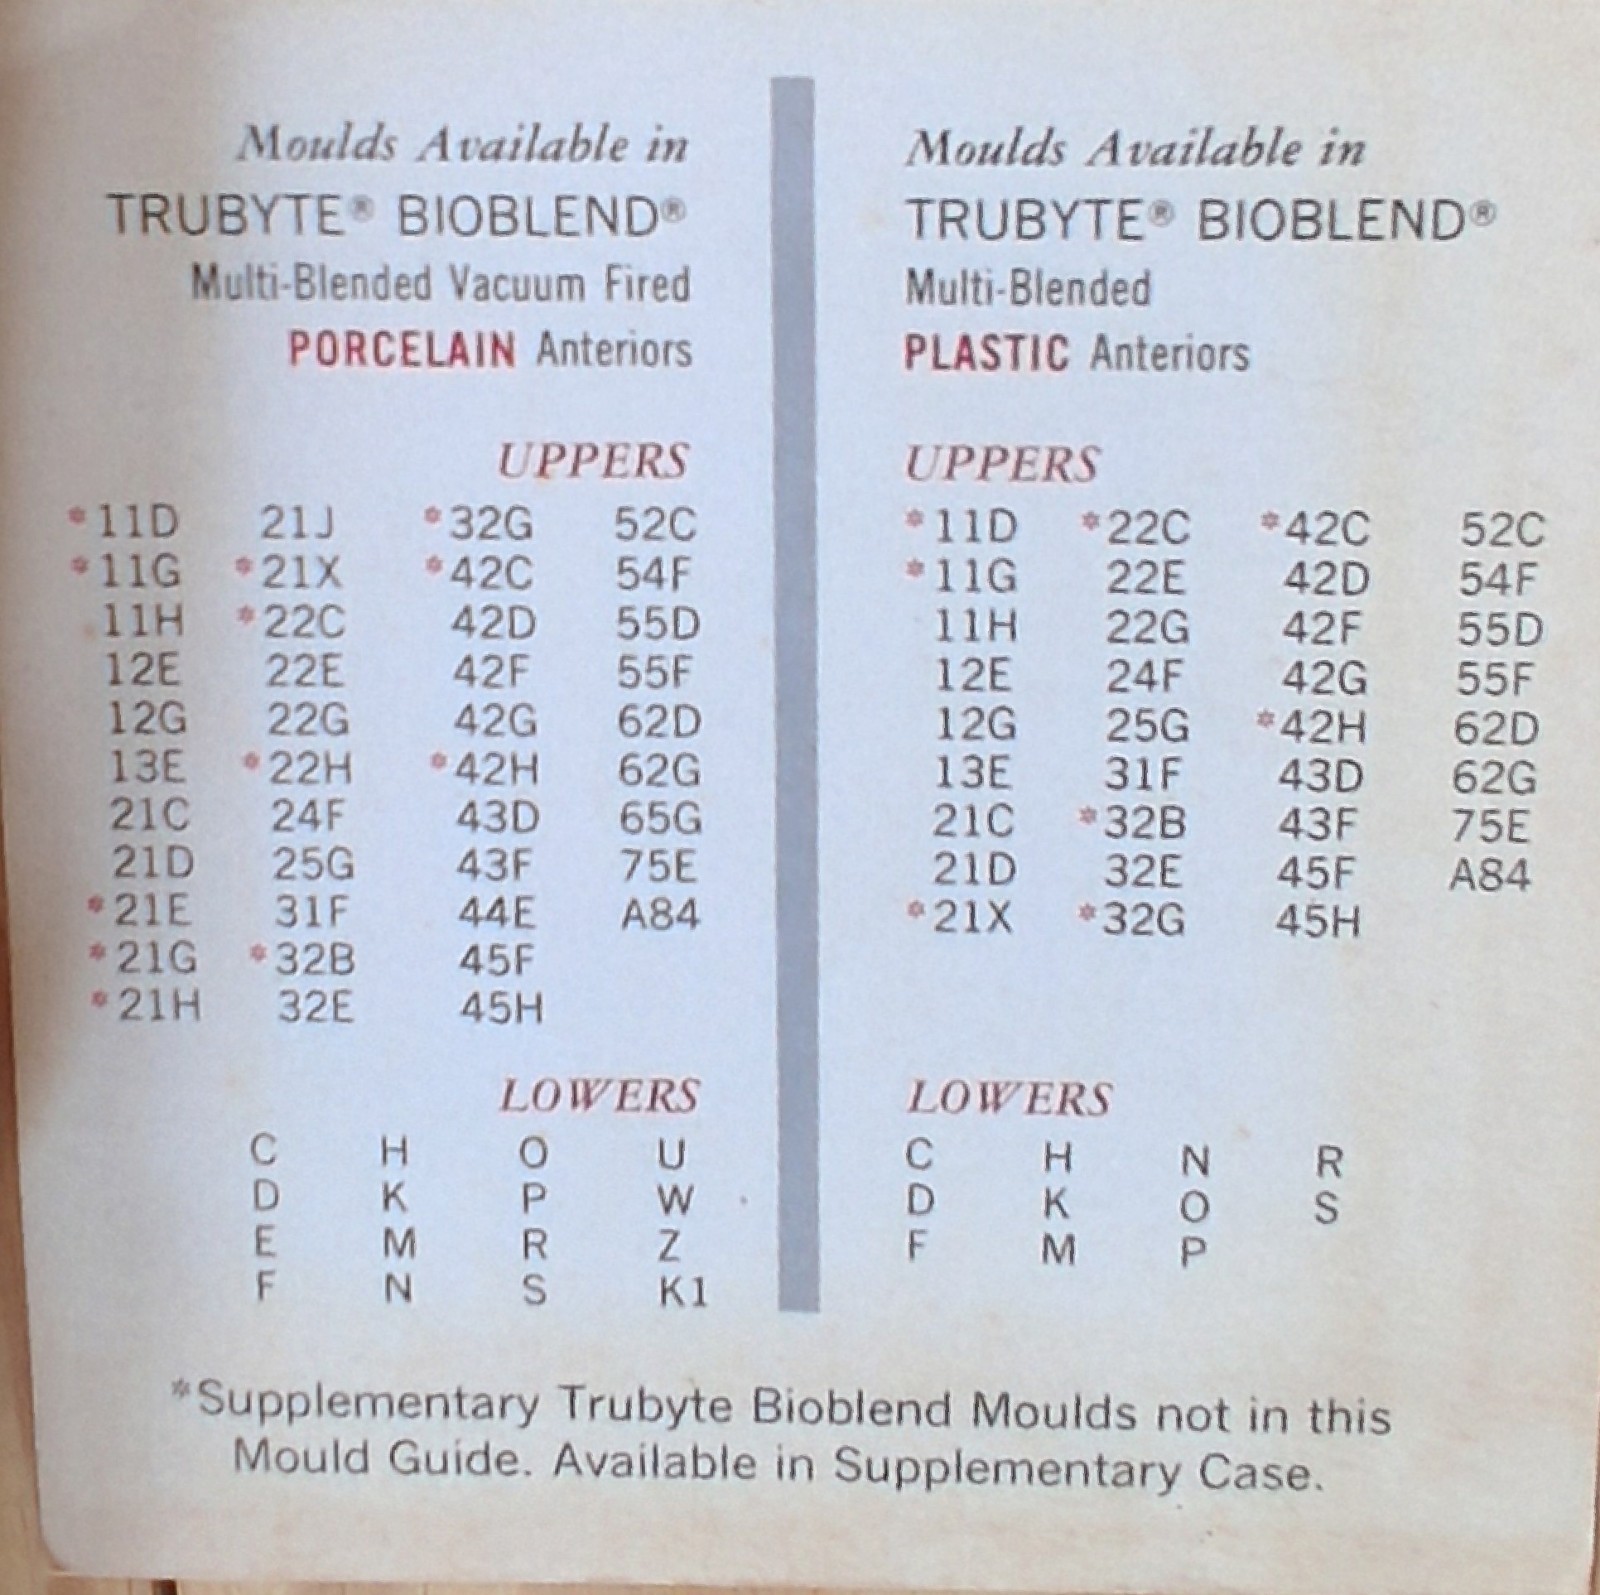 Moulds Available in
TRUBYTE® BIOBLEND®
Multi-Blended Vacuum Fired
PORCELAIN Anteriors
UPPERS
*11D 21J *32G 52C
*11G *21X *42C 54F
11H *22C 42D 55D
12E 22E 42F 55F
12G 22G 42G 62D
13E *22H *42H 62G
21C 24F 43D 65G
21D 25G 43F 75E
*21E 31F 44E A84
*21G *32B 45F
*21H 32E 45H
LOWERS
C H O U
D K P W
E M R Z
F N S K1
Moulds Available in
TRUBYTE® BIOBLEND®
Multi-Blended
PLASTIC Anteriors
UPPERS
*11D *22C *42C 52C
*11G 22E 42D 54F
11H 22G 42F 55D
12E 24F 42G 55F
12G 25G *42H 62D
13E 31F 43D 62G
21C *32B 43F 75E
21D 32E 45F A84
*21X *32G 45H
LOWERS
C H N R
D K O S
F M P
*Supplementary Trubyte Bioblend Moulds not in this
Mould Guide. Available in Supplementary Case.